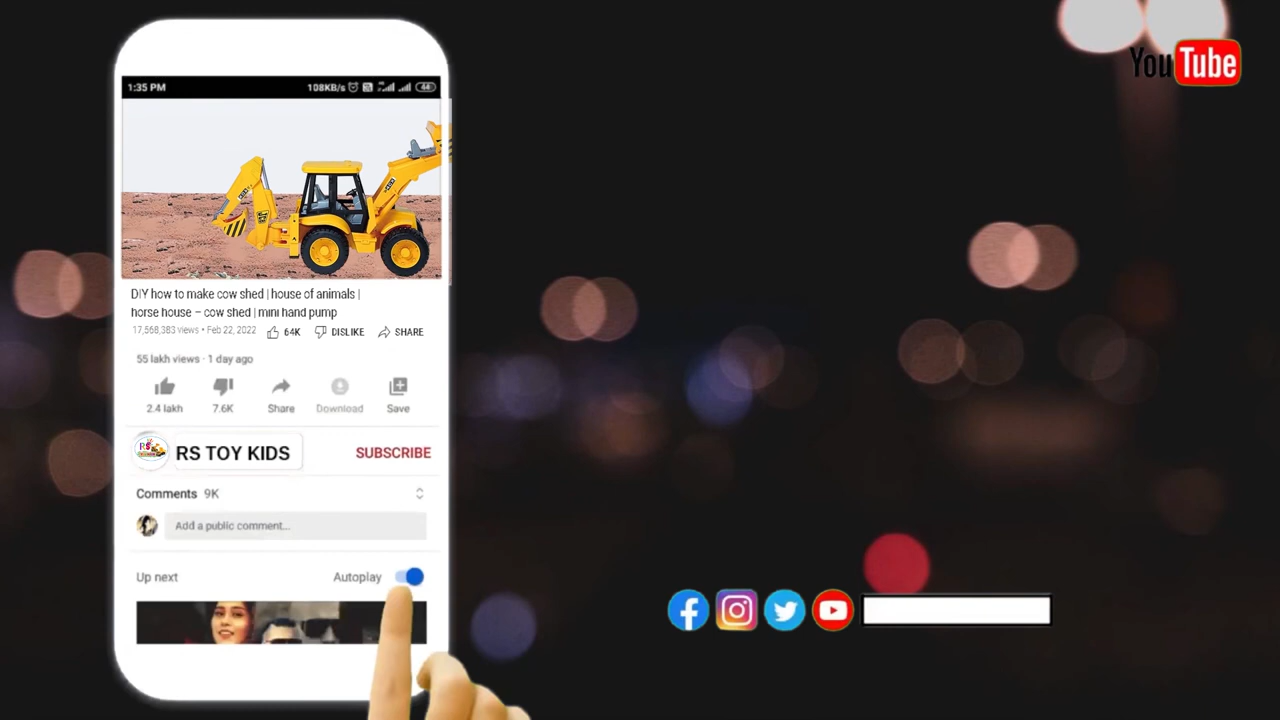 YouTube
1:35 PM 108KB/s 44
DIY how to make cow shed | house of animals |
horse house – cow shed | mini hand pump
17,568,383 views • Feb 22, 2022 64K DISLIKE SHARE
55 lakh views · 1 day ago
2.4 lakh 7.6K Share Download Save
RS
RS TOY KIDS SUBSCRIBE
Comments 9K
Add a public comment...
Up next Autoplay